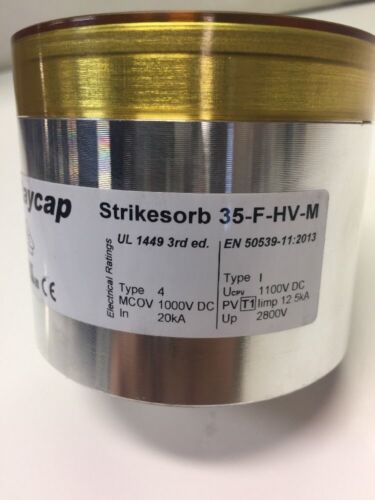 aycap
Strikesorb 35-F-HV-M
Electrical Ratings
UL 1449 3rd ed.
Type 4
MCOV 1000V DC
In 20kA
EN 50539-11:2013
Type I
UCPV 1100V DC
PV T1 Iimp 12.5kA
Up 2800V
CE